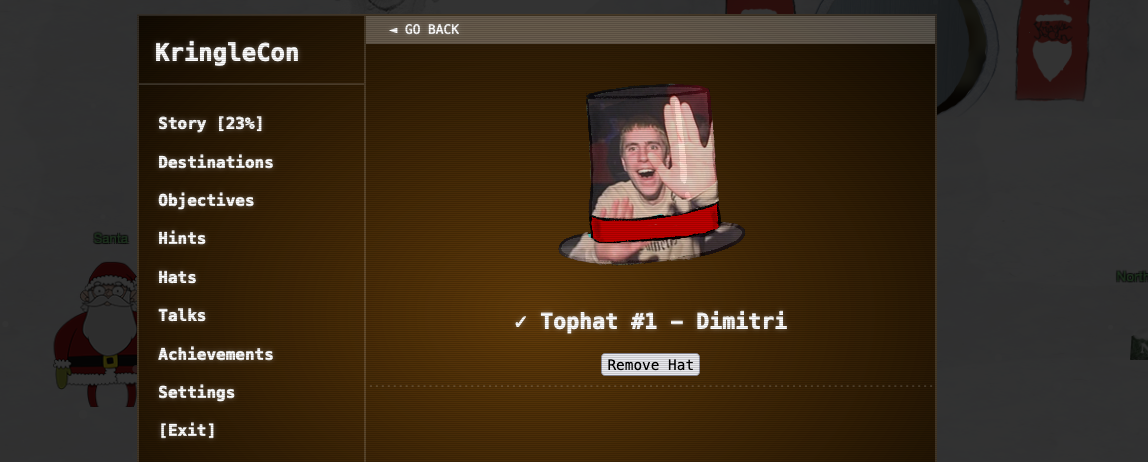 KringleCon
◄ GO BACK
Story [23%]
Destinations
Objectives
Hints
Hats
Talks
Achievements
Settings
[Exit]
✓ Tophat #1 – Dimitri
Remove Hat
Santa